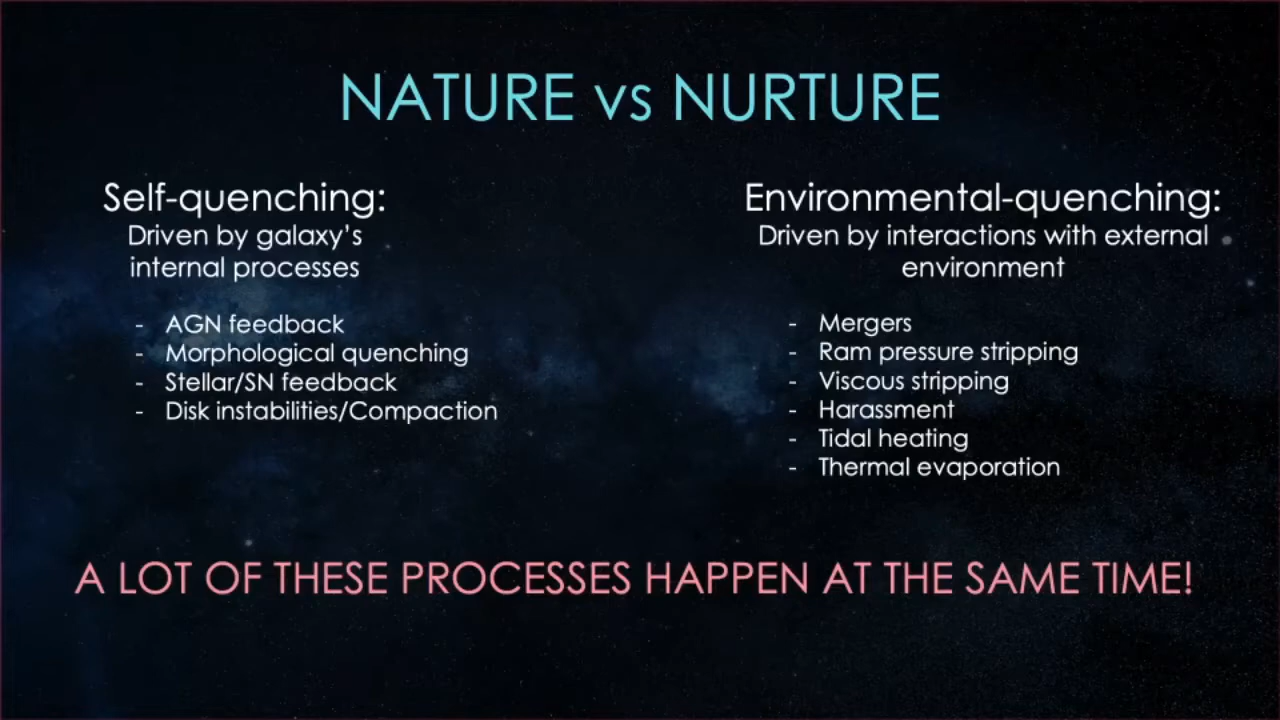 NATURE vs NURTURE
Self-quenching:
Driven by galaxy's
internal processes
- AGN feedback
- Morphological quenching
- Stellar/SN feedback
- Disk instabilities/Compaction
Environmental-quenching:
Driven by interactions with external
environment
- Mergers
- Ram pressure stripping
- Viscous stripping
- Harassment
- Tidal heating
- Thermal evaporation
A LOT OF THESE PROCESSES HAPPEN AT THE SAME TIME!